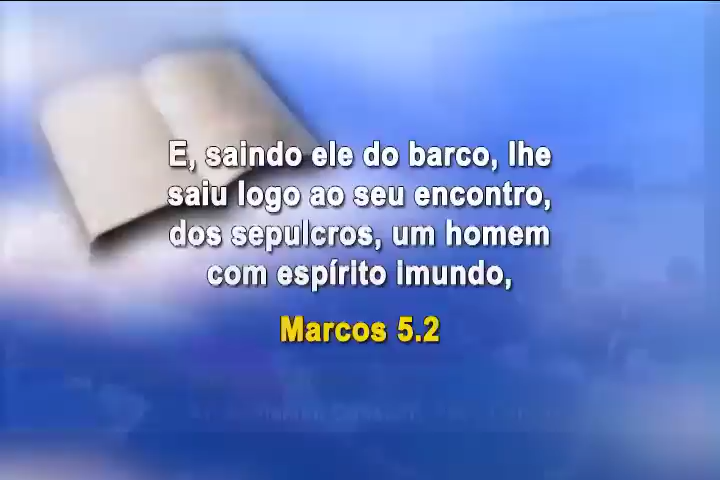 E, saindo ele do barco, lhe
saiu logo ao seu encontro,
dos sepulcros, um homem
com espírito imundo,
Marcos 5.2